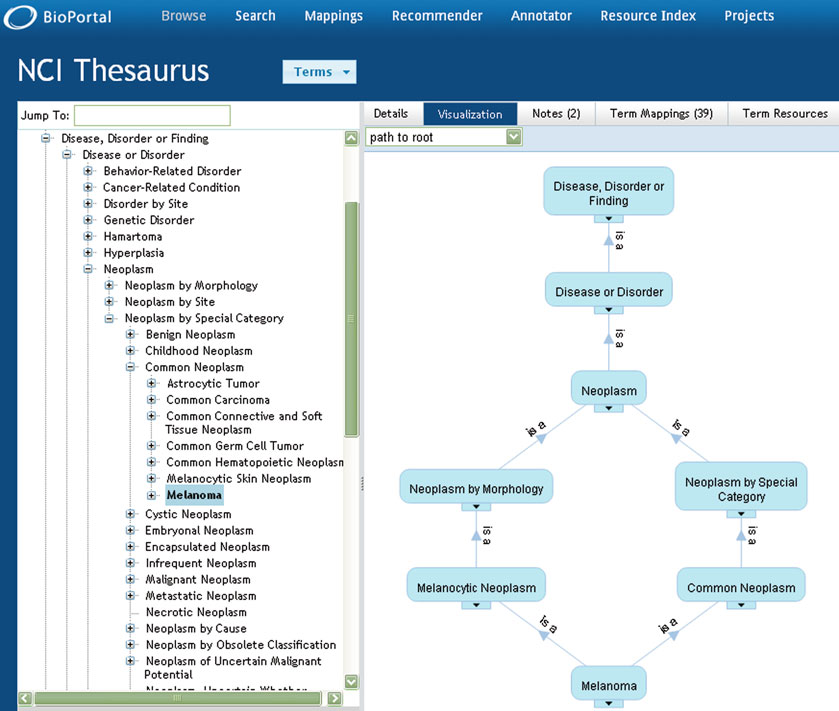 BioPortal
Browse
Search
Mappings
Recommender
Annotator
Resource Index
Projects
NCI Thesaurus
Terms
Jump To:
Disease, Disorder or Finding
Disease or Disorder
Behavior-Related Disorder
Cancer-Related Condition
Disorder by Site
Genetic Disorder
Hamartoma
Hyperplasia
Neoplasm
Neoplasm by Morphology
Neoplasm by Site
Neoplasm by Special Category
Benign Neoplasm
Childhood Neoplasm
Common Neoplasm
Astrocytic Tumor
Common Carcinoma
Common Connective and Soft
Tissue Neoplasm
Common Germ Cell Tumor
Common Hematopoietic Neoplasm
Melanocytic Skin Neoplasm
Melanoma
Cystic Neoplasm
Embryonal Neoplasm
Encapsulated Neoplasm
Infrequent Neoplasm
Malignant Neoplasm
Metastatic Neoplasm
Necrotic Neoplasm
Neoplasm by Cause
Neoplasm by Obsolete Classification
Neoplasm of Uncertain Malignant
Potential
Details
Visualization
Notes (2)
Term Mappings (39)
Term Resources
path to root
Disease, Disorder or
Finding
is a
Disease or Disorder
is a
Neoplasm
is a
is a
Neoplasm by Morphology
Neoplasm by Special
Category
is a
is a
Melanocytic Neoplasm
Common Neoplasm
is a
is a
Melanoma